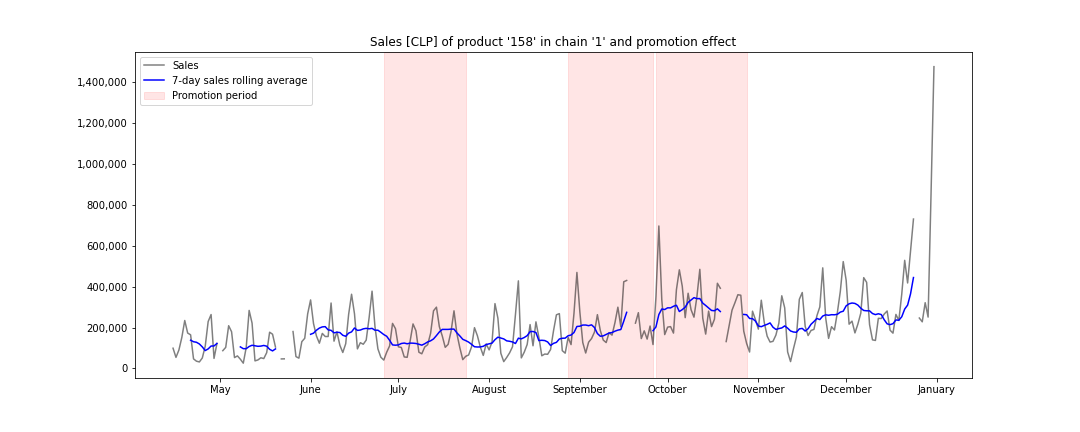 Sales [CLP] of product '158' in chain '1' and promotion effect
Sales
7-day sales rolling average
Promotion period
1,400,000
1,200,000
1,000,000
800,000
600,000
400,000
200,000
0
May June July August September October November December January